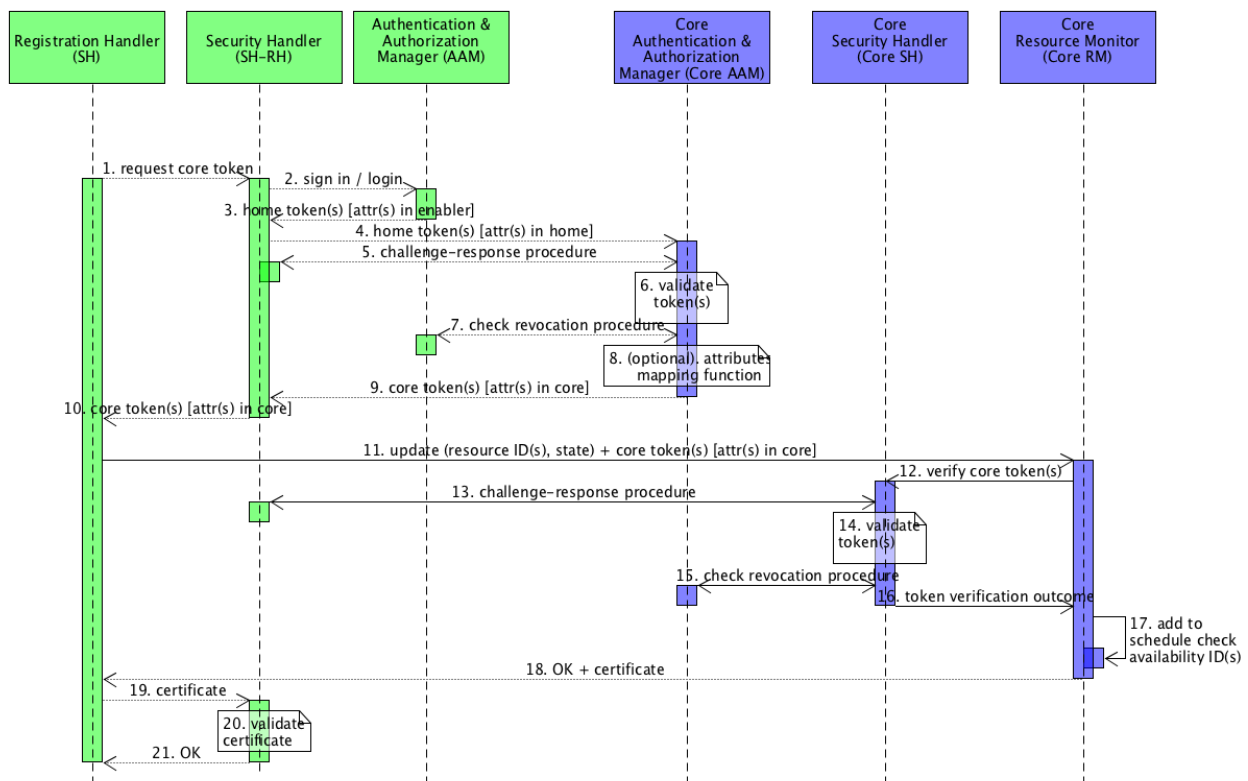 Registration Handler
(SH)
Security Handler
(SH-RH)
Authentication &
Authorization
Manager (AAM)
Core
Authentication &
Authorization
Manager (Core AAM)
Core
Security Handler
(Core SH)
Core
Resource Monitor
(Core RM)
1. request core token
2. sign in / login
3. home token(s) [attr(s) in enabler]
4. home token(s) [attr(s) in home]
5. challenge-response procedure
6. validate
token(s)
7. check revocation procedure
8. (optional). attributes
mapping function
9. core token(s) [attr(s) in core]
10. core token(s) [attr(s) in core]
11. update (resource ID(s), state) + core token(s) [attr(s) in core]
12. verify core token(s)
13. challenge-response procedure
14. validate
token(s)
15. check revocation procedure
16. token verification outcome
17. add to
schedule check
availability ID(s)
18. OK + certificate
19. certificate
20. validate
certificate
21. OK